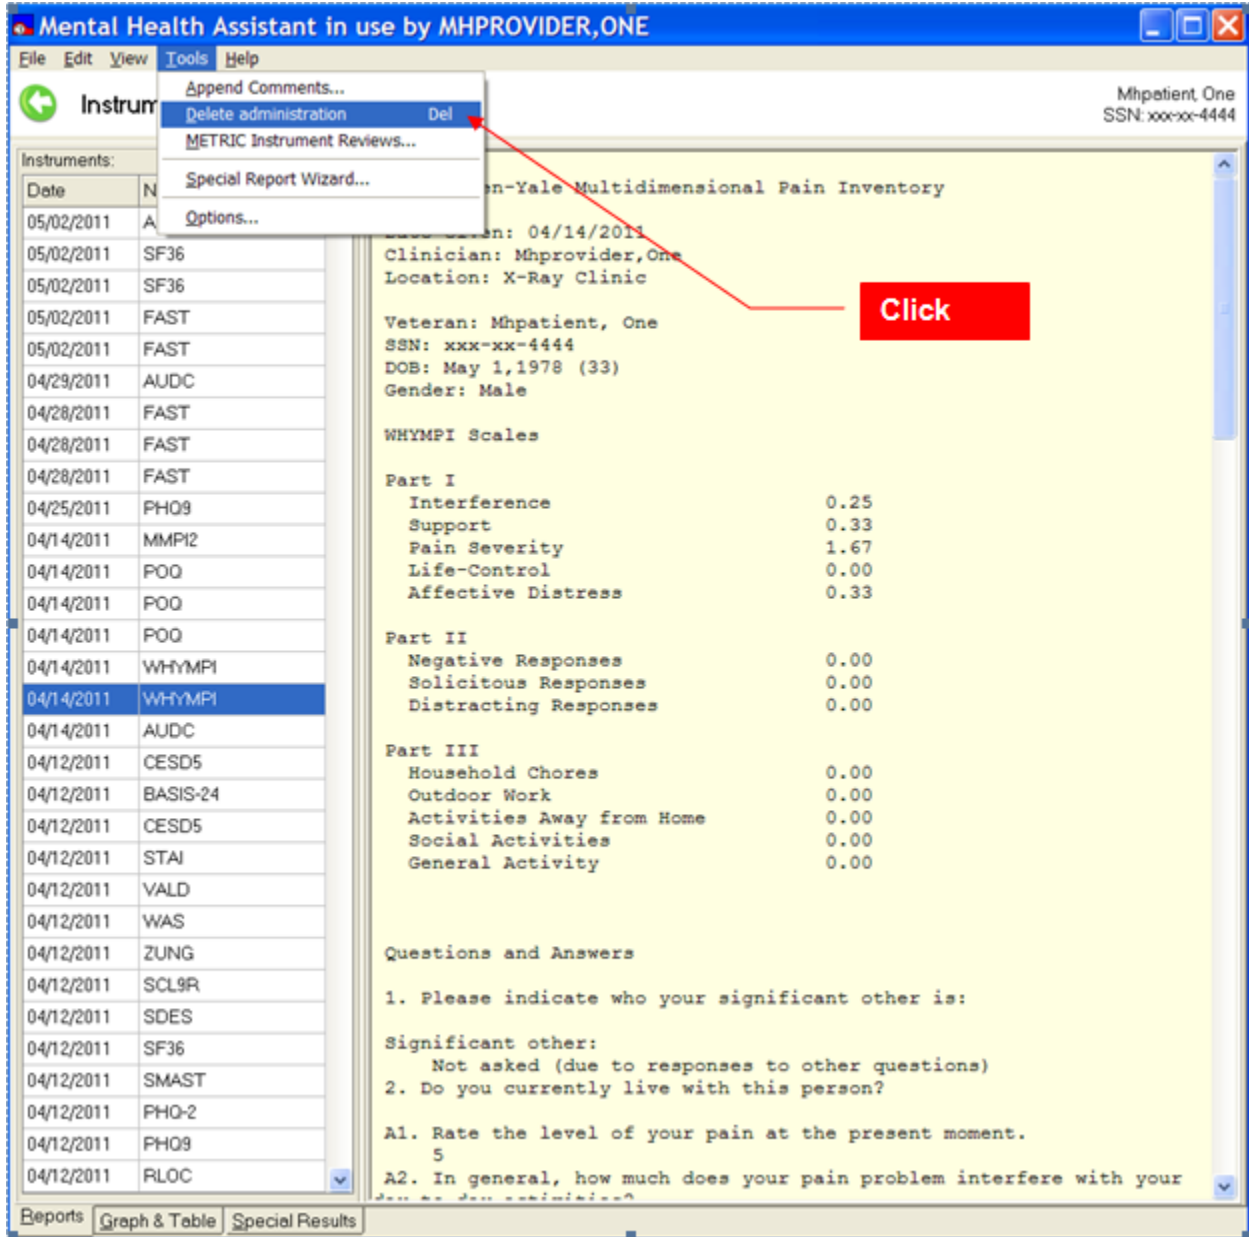 Mental Health Assistant in use by MHPROVIDER,ONE
File Edit View Tools Help
Append Comments...
Delete administration Del
METRIC Instrument Reviews...
Special Report Wizard...
Options...
Instrum
Mhpatient, One
SSN: xxx-xx-4444
Click
Instruments:
Date N
05/02/2011 A
05/02/2011 SF36
05/02/2011 SF36
05/02/2011 FAST
05/02/2011 FAST
04/29/2011 AUDC
04/28/2011 FAST
04/28/2011 FAST
04/28/2011 FAST
04/25/2011 PHQ9
04/14/2011 MMPI2
04/14/2011 POQ
04/14/2011 POQ
04/14/2011 POQ
04/14/2011 WHYMPI
04/14/2011 WHYMPI
04/14/2011 AUDC
04/12/2011 CESD5
04/12/2011 BASIS-24
04/12/2011 CESD5
04/12/2011 STAI
04/12/2011 VALD
04/12/2011 WAS
04/12/2011 ZUNG
04/12/2011 SCL9R
04/12/2011 SDES
04/12/2011 SF36
04/12/2011 SMAST
04/12/2011 PHQ-2
04/12/2011 PHQ9
04/12/2011 RLOC
en-Yale Multidimensional Pain Inventory
04/14/2011
Clinician: Mhprovider,One
Location: X-Ray Clinic
Veteran: Mhpatient, One
SSN: xxx-xx-4444
DOB: May 1,1978 (33)
Gender: Male
WHYMPI Scales
Part I
Interference 0.25
Support 0.33
Pain Severity 1.67
Life-Control 0.00
Affective Distress 0.33
Part II
Negative Responses 0.00
Solicitous Responses 0.00
Distracting Responses 0.00
Part III
Household Chores 0.00
Outdoor Work 0.00
Activities Away from Home 0.00
Social Activities 0.00
General Activity 0.00
Questions and Answers
1. Please indicate who your significant other is:
Significant other:
Not asked (due to responses to other questions)
2. Do you currently live with this person?
A1. Rate the level of your pain at the present moment.
5
A2. In general, how much does your pain problem interfere with your
Reports Graph & Table Special Results